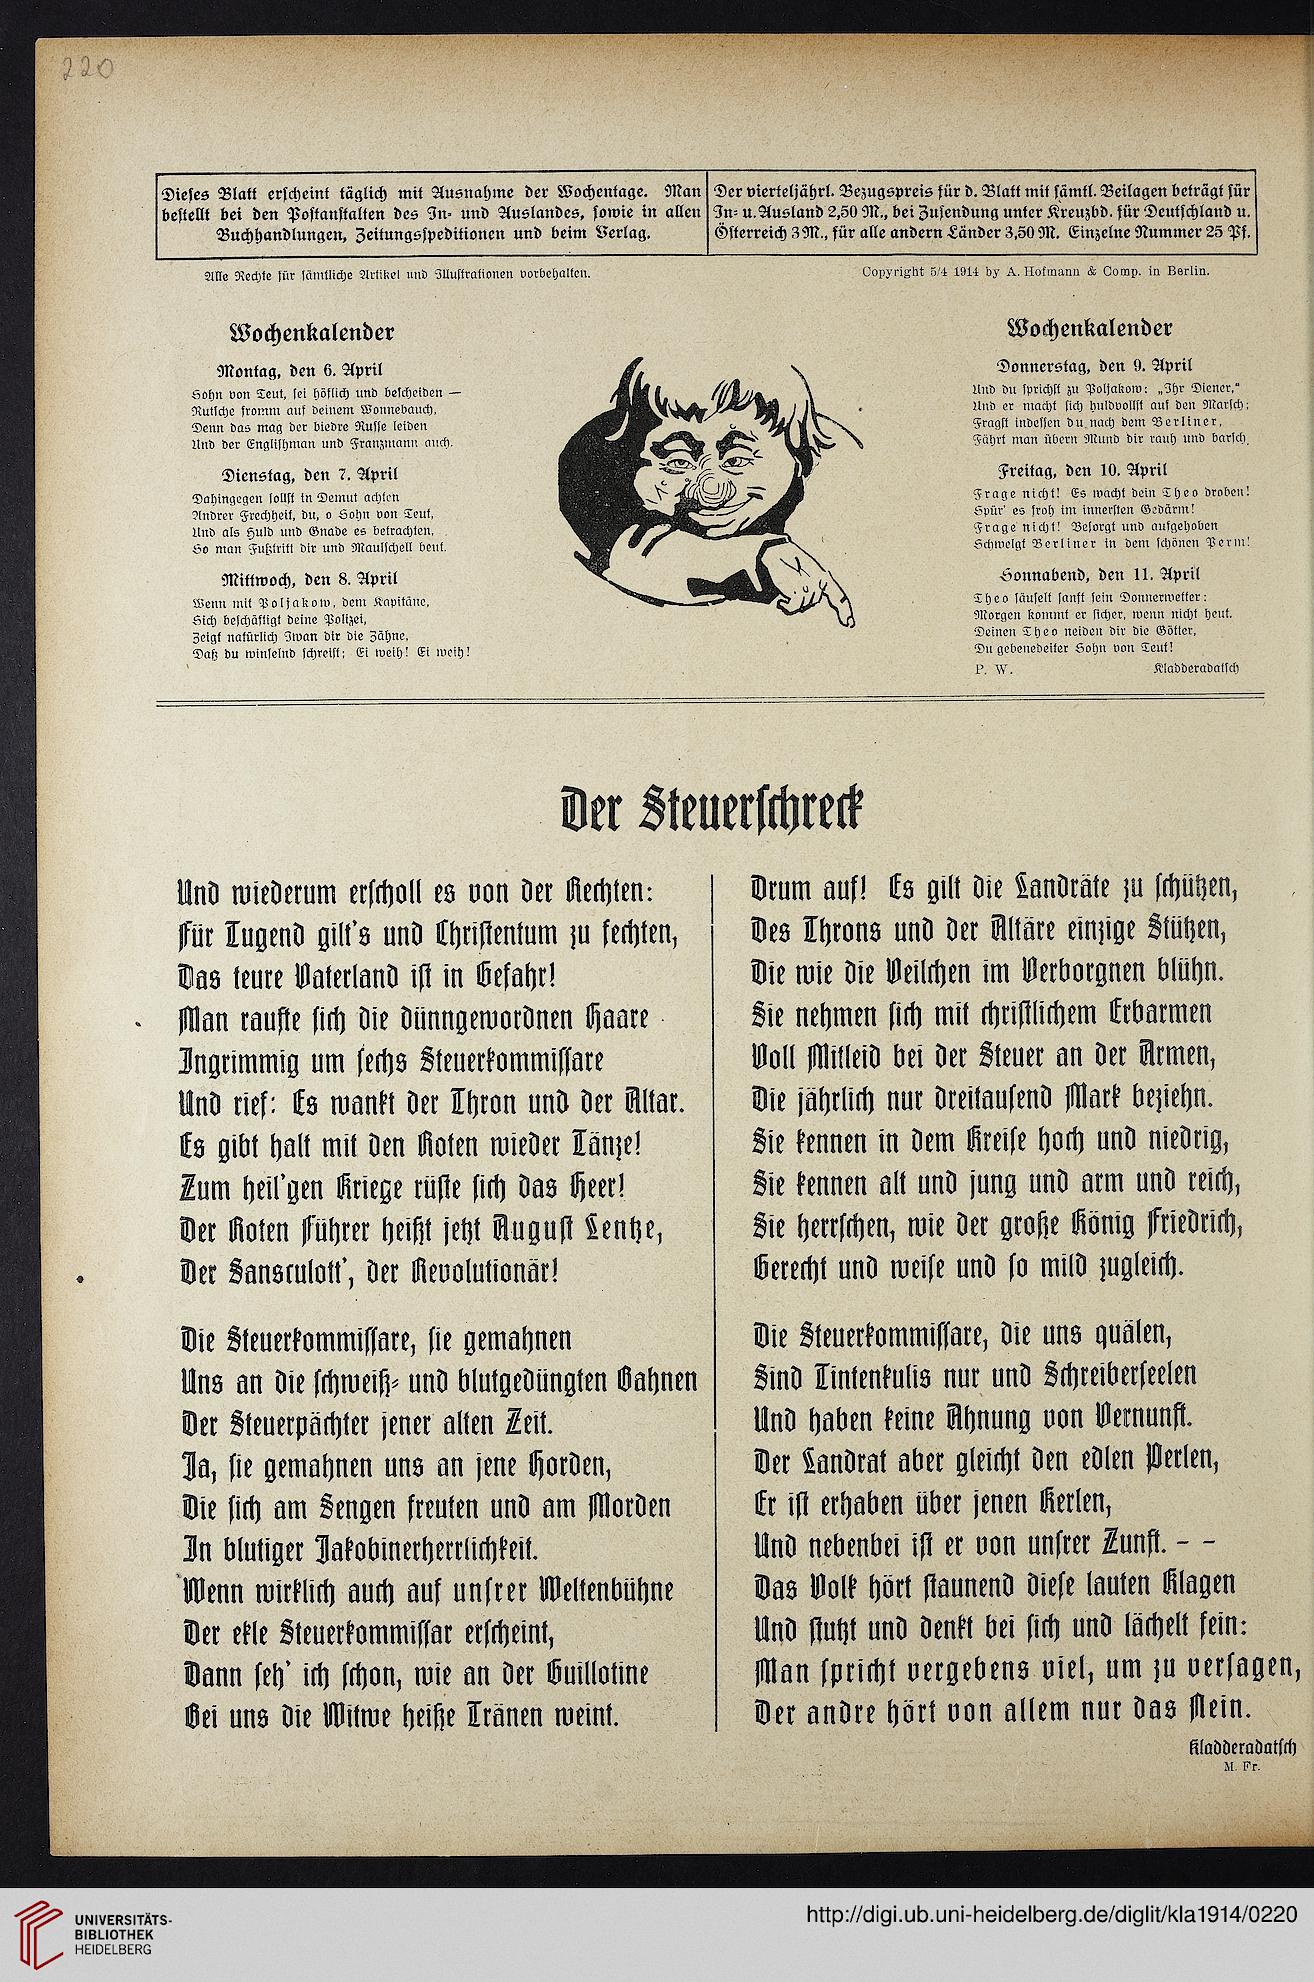 220
Dieses Blatt erscheint täglich mit Ausnahme der Wochentage. Man
bestellt bei den Postanstalten des In- und Auslandes, sowie in allen
Buchhandlungen, Zeitungsspeditionen und beim Verlag.
Der vierteljährl. Bezugspreis für d. Blatt mit sämtl. Beilagen beträgt für
In- u. Ausland 2,50 M., bei Zusendung unter Kreuzbd. für Deutschland u.
Österreich 3 M., für alle andern Länder 3,50 M. Einzelne Nummer 25 Pf.
Alle Rechte für sämtliche Artikel und Illustrationen vorbehalten.
Copyright 5/4 1914 by A. Hofmann & Comp. in Berlin.
Wochenkalender
Montag, den 6. April
Sohn von Teut, sei höflich und bescheiden —
Rutsche fromm auf deinem Wonnebauch,
Denn das mag der biedre Russe leiden
Und der Englishman und Franzmann auch.
Dienstag, den 7. April
Dahingegen sollst in Demut achten
Andrer Frechheit, du, o Sohn von Teut,
Und als Huld und Gnade es betrachten,
So man Fußtritt dir und Maulschell beut.
Mittwoch, den 8. April
Wenn mit Poljakow, dem Kapitäne,
Sich beschäftigt deine Polizei,
Zeigt natürlich Iwan dir die Zähne,
Daß du winselnd schreist; Ei weih! Ei weih!
Wochenkalender
Donnerstag, den 9. April
Und du sprichst zu Poljakow: „Ihr Diener,“
Und er macht sich huldvollst auf den Marsch;
Fragst indessen du nach dem Berliner,
Fährt man übern Mund dir rauh und barsch.
Freitag, den 10. April
Frage nicht! Es wacht dein Theo droben!
Spür' es froh im innersten Gedärm!
Frage nicht! Besorgt und aufgehoben
Schwelgt Berliner in dem schönen Perm!
Sonnabend, den 11. April
Theo säuselt sanft sein Donnerwetter:
Morgen kommt er sicher, wenn nicht heut.
Deinen Theo neiden dir die Götter,
Du gebenedeiter Sohn von Teut!
P. W. Kladderadatsch
Der Steuerschreck
Und wiederum erscholl es von der Rechten:
Für Tugend gilt's und Christentum zu fechten,
Das teure Vaterland ist in Gefahr!
Man raufte sich die dünngewordnen Haare
Ingrimmig um sechs Steuerkommissare
Und rief: Es wankt der Thron und der Altar.
Es gibt halt mit den Roten wieder Tänze!
Zum heil'gen Kriege rüste sich das Heer!
Der Roten Führer heißt jetzt August Lentze,
Der Sansculott', der Revolutionär!
Die Steuerkommissare, sie gemahnen
Uns an die schweiß- und blutgedüngten Bahnen
Der Steuerpächter jener alten Zeit.
Ja, sie gemahnen uns an jene Horden,
Die sich am Sengen freuten und am Morden
In blutiger Jakobinerherrlichkeit.
Wenn wirklich auch auf unsrer Weltenbühne
Der ekle Steuerkommissar erscheint,
Dann seh' ich schon, wie an der Guillotine
Bei uns die Witwe heiße Tränen weint.
Drum auf! Es gilt die Landräte zu schützen,
Des Throns und der Altäre einzige Stützen,
Die wie die Veilchen im Verborgnen blühn.
Sie nehmen sich mit christlichem Erbarmen
Voll Mitleid bei der Steuer an der Armen,
Die jährlich nur dreitausend Mark beziehn.
Sie kennen in dem Kreise hoch und niedrig,
Sie kennen alt und jung und arm und reich,
Sie herrschen, wie der große König Friedrich,
Gerecht und weise und so mild zugleich.
Die Steuerkommissare, die uns quälen,
Sind Tintenkulis nur und Schreiberseelen
Und haben keine Ahnung von Vernunft.
Der Landrat aber gleicht den edlen Perlen,
Er ist erhaben über jenen Kerlen,
Und nebenbei ist er von unsrer Zunft. – –
Das Volk hört staunend diese lauten Klagen
Und stutzt und denkt bei sich und lächelt fein:
Man spricht vergebens viel, um zu versagen,
Der andre hört von allem nur das Nein.
Kladderadatsch
M. Fr.
UNIVERSITÄTS-
BIBLIOTHEK
HEIDELBERG
http://digi.ub.uni-heidelberg.de/diglit/kla1914/0220